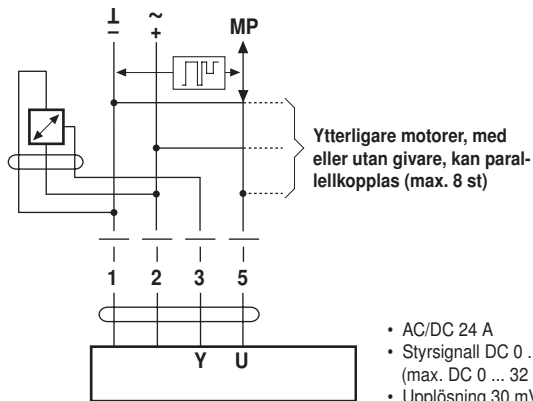 ⊥ ~
– + MP
Ytterligare motorer, med
eller utan givare, kan paral-
lellkopplas (max. 8 st)
1 2 3 5
Y U
• AC/DC 24 A
• Styrsignall DC 0 .
(max. DC 0 ... 32
• Upplösning 30 m